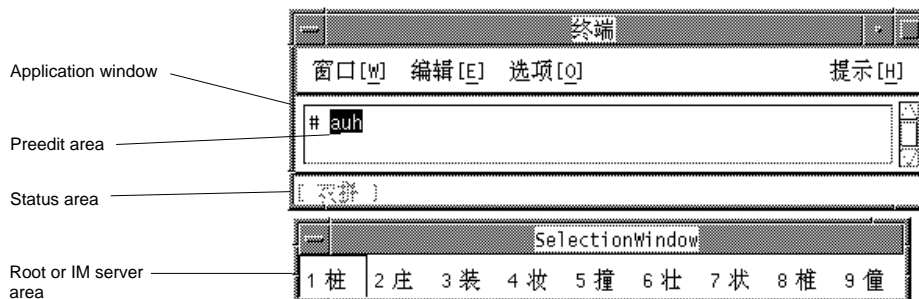 终端
Application window
窗口[W] 编辑[E] 选项[O] 提示[H]
# auh
Preedit area
Status area
SelectionWindow
Root or IM server area
1 桩 2 庄 3 装 4 妆 5 撞 6 壮 7 状 8 椎 9 僮